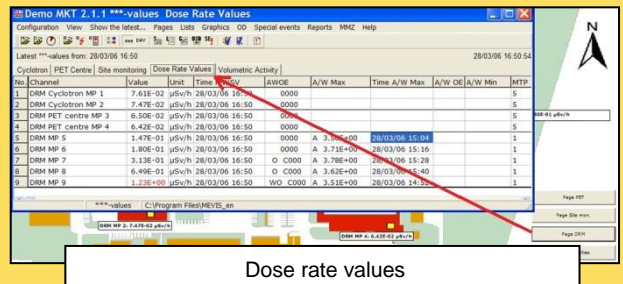 Demo MKT 2.1.1 ***-values Dose Rate Values
Configuration View Show the latest... Pages Lists Graphics OD Special events Reports MMZ Help
Latest ***-values from: 28/03/06 16:50 28/03/06 16:50:54
Cyclotron PET Centre Site monitoring Dose Rate Values Volumetric Activity
No. Channel Value Unit Time AWOE A/W Max Time A/W Max A/W OE A/W Min MTP
1 DRM Cyclotron MP 1 7.61E-02 µSv/h 28/03/06 16:50 0000 5
2 DRM Cyclotron MP 2 7.47E-02 µSv/h 28/03/06 16:50 0000 5
3 DRM PET centre MP 3 6.50E-02 µSv/h 28/03/06 16:50 0000 5
4 DRM PET centre MP 4 6.42E-02 µSv/h 28/03/06 16:50 0000 5
5 DRM MP 5 1.47E-01 µSv/h 28/03/06 16:50 0000 A 28/03/06 15:04 1
6 DRM MP 6 1.80E-01 µSv/h 28/03/06 16:50 0000 A 3.71E+00 28/03/06 15:16 1
7 DRM MP 7 3.13E-01 µSv/h 28/03/06 16:50 O C000 A 3.78E+00 28/03/06 15:28 1
8 DRM MP 8 6.49E-01 µSv/h 28/03/06 16:50 O C000 A 3.62E+00 15:40 1
9 DRM MP 9 1.23E+00 µSv/h 28/03/06 16:50 WO C000 A 3.51E+00 28/03/06 1
***-values C:\Program Files\MEVIS_en
N
Page PET
Page Site mon.
DRM MP 2: 7.47E-02 µSv/h
DRM MP 4: 6.42E-02 µSv/h
Page DRM
Dose rate values